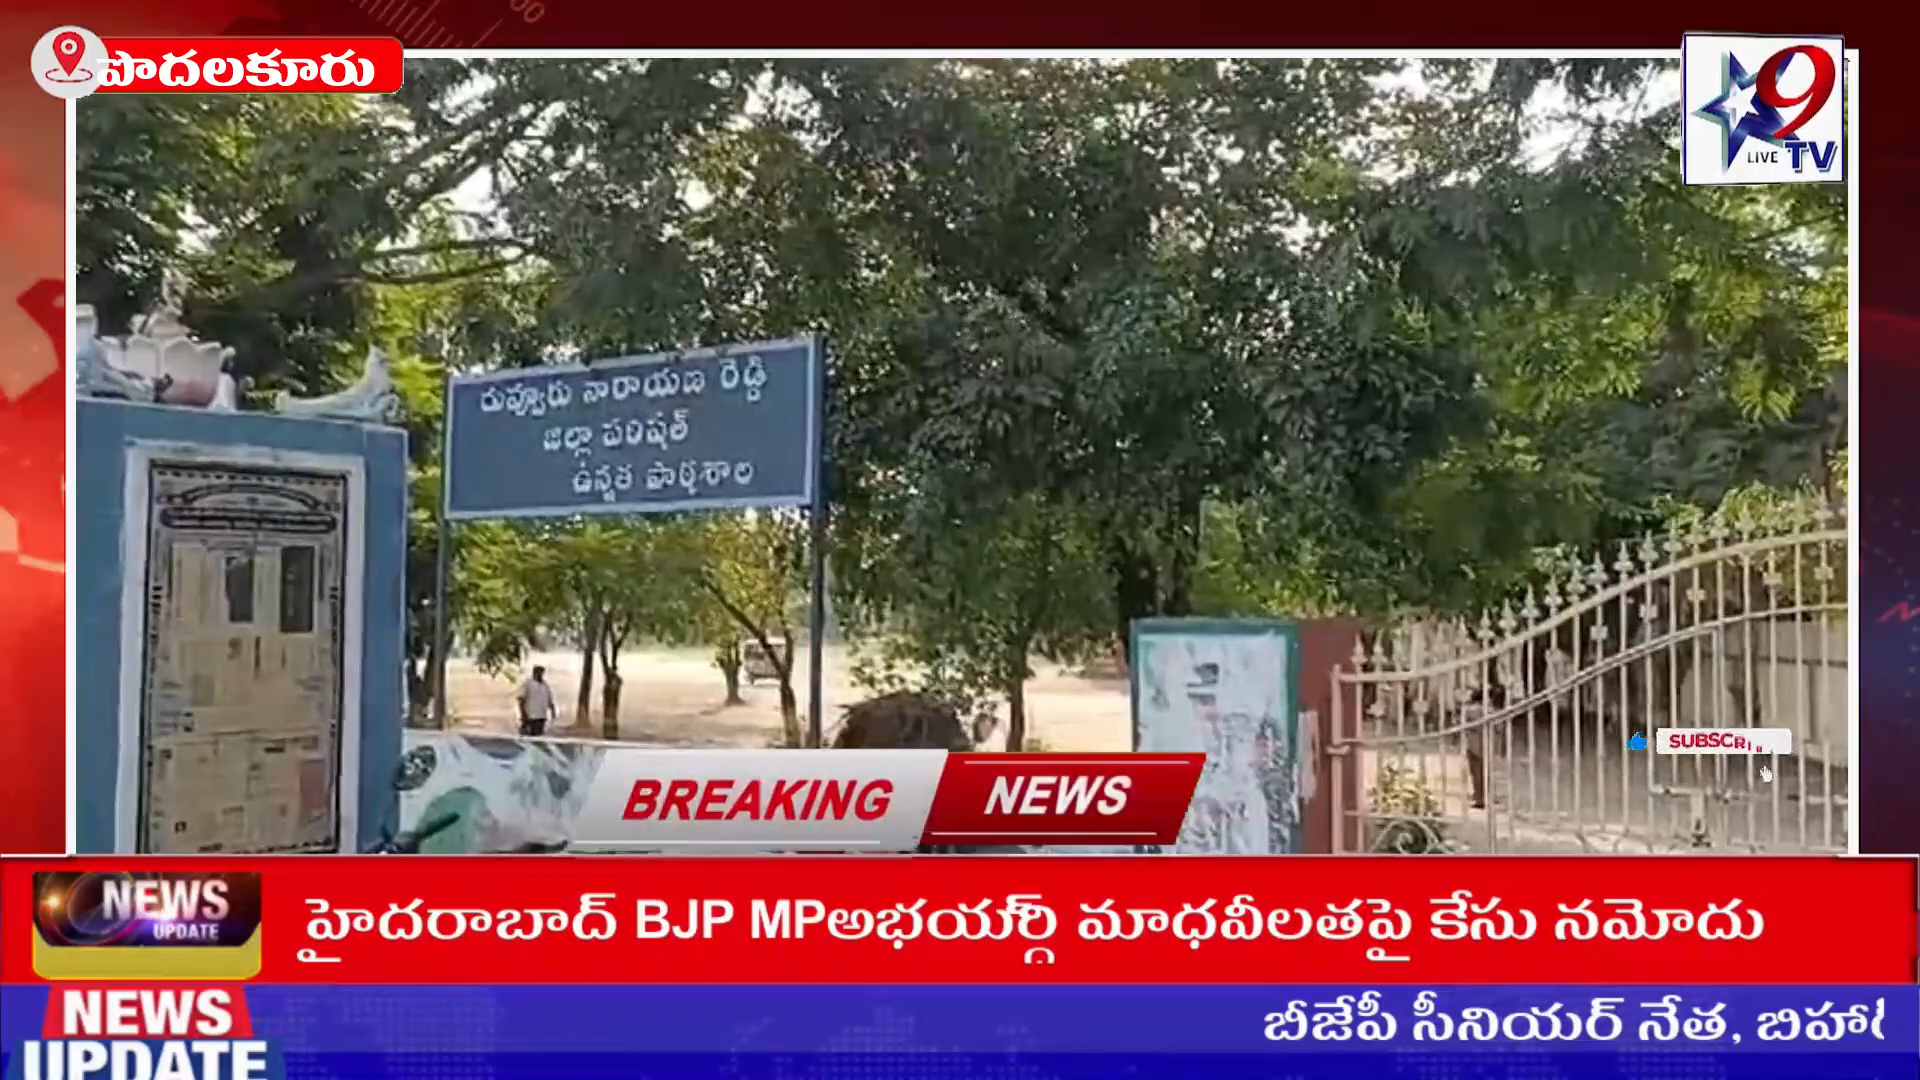 పొదలకూరు
9
LIVE TV
దువ్వూరు నారాయణ రెడ్డి
జిల్లా పరిషత్
ఉన్నత పాఠశాల
SUBSCRI
BREAKING NEWS
NEWS
UPDATE
హైదరాబాద్ BJP MPఅభయర్థి మాధవీలతపై కేసు నమోదు
NEWS
UPDATE
బీజేపీ సీనియర్ నేత, బిహా